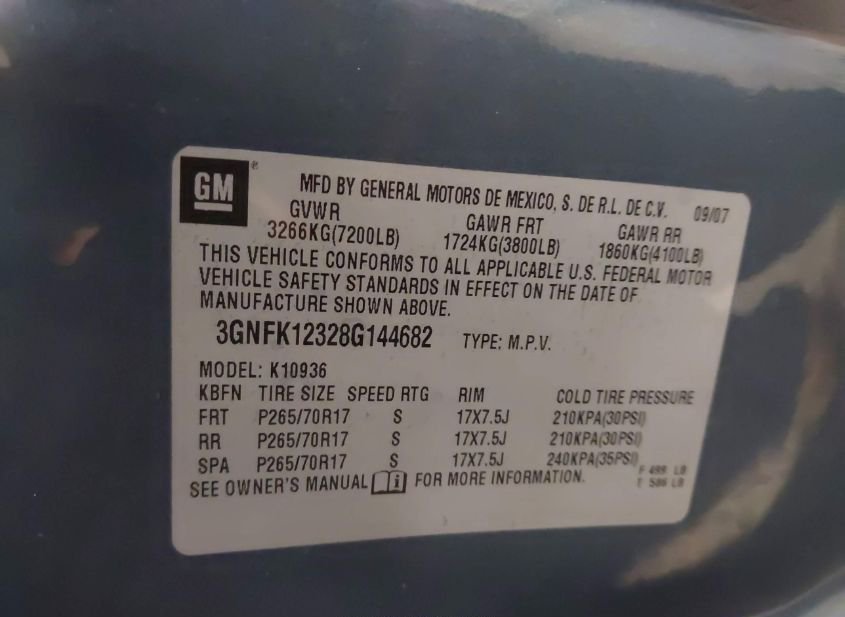 GM ®
MFD BY GENERAL MOTORS DE MEXICO, S. DE R.L. DE C.V. 09/07
GVWR GAWR FRT GAWR RR
3266KG(7200LB) 1724KG(3800LB) 1860KG(4100LB)
THIS VEHICLE CONFORMS TO ALL APPLICABLE U.S. FEDERAL MOTOR
VEHICLE SAFETY STANDARDS IN EFFECT ON THE DATE OF
MANUFACTURE SHOWN ABOVE.
3GNFK12328G144682 TYPE: M.P.V.
MODEL: K10936
KBFN TIRE SIZE SPEED RTG RIM COLD TIRE PRESSURE
FRT P265/70R17 S 17X7.5J 210KPA(30PSI)
RR P265/70R17 S 17X7.5J 210KPA(30PSI)
SPA P265/70R17 S 17X7.5J 240KPA(35PSI)
F 499 LB
SEE OWNER'S MANUAL i FOR MORE INFORMATION.
T 586 LB